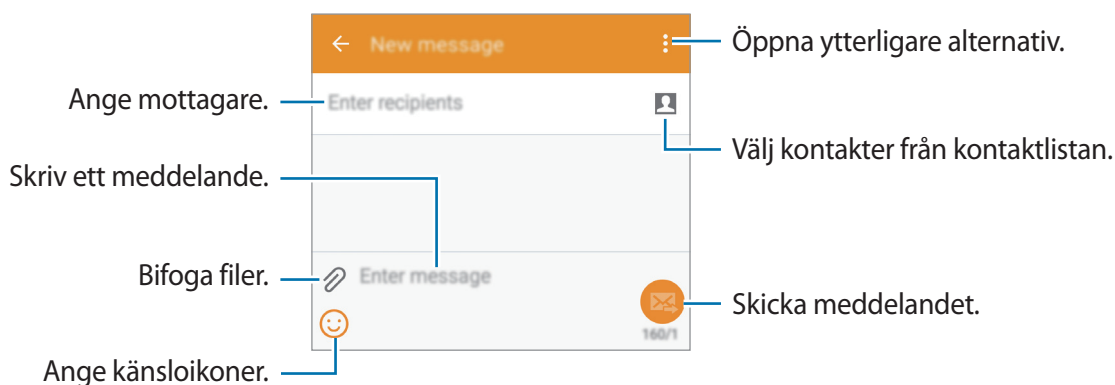 New message
Öppna ytterligare alternativ.
Ange mottagare.
Enter recipients
Välj kontakter från kontaktlistan.
Skriv ett meddelande.
Bifoga filer.
Enter message
Skicka meddelandet.
160/1
Ange känsloikoner.